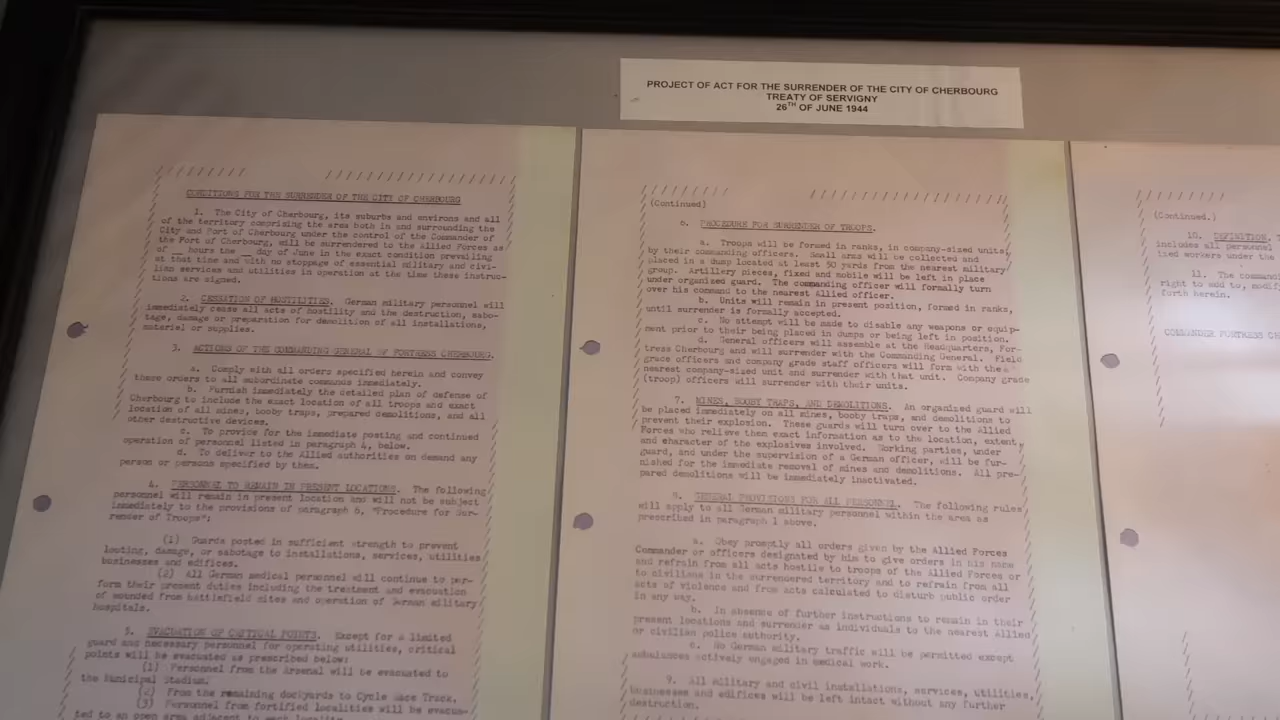 PROJECT OF ACT FOR THE SURRENDER OF THE CITY OF CHERBOURG
TREATY OF SERVIGNY
26TH OF JUNE 1944
CONDITIONS FOR THE SURRENDER OF THE CITY OF CHERBOURG
1. The City of Cherbourg, its suburbs and environs and all
of the territory comprising the area both in and surrounding the
City and Port of Cherbourg under the control of the Commander of
the Fort of Cherbourg, will be surrendered to the Allied Forces as
of __ hours the __ day of June in the exact condition prevailing
at that time and with no stoppage of essential military and civi-
lian services and utilities in operation at the time these instruc-
tions are signed.
2. CESSATION OF HOSTILITIES. German military personnel will
immediately cease all acts of hostility and the destruction, sabo-
tage, damage or preparation for demolition of all installations,
materiel or supplies.
3. ACTIONS OF THE COMMANDING GENERAL OF FORTRESS CHERBOURG.
a. Comply with all orders specified herein and convey
these orders to all subordinate commands immediately.
b. Furnish immediately the detailed plan of defense of
Cherbourg to include the exact location of all troops and exact
location of all mines, booby traps, prepared demolitions, and all
other destructive devices.
c. To provide for the immediate posting and continued
operation of personnel listed in paragraph 4, below.
d. To deliver to the Allied authorities on demand any
person or persons specified by them.
4. PERSONNEL TO REMAIN IN PRESENT LOCATIONS. The following
personnel will remain in present location and will not be subject
immediately to the provisions of paragraph 6, "Procedure for Sur-
render of Troops":
(1) Guards posted in sufficient strength to prevent
looting, damage, or sabotage to installations, services, utilities
businesses and edifices.
(2) All German medical personnel will continue to per-
form their present duties including the treatment and evacuation
of wounded from battlefield sites and operation of German military
hospitals.
5. EVACUATION OF CRITICAL POINTS. Except for a limited
guard and necessary personnel for operating utilities, critical
points will be evacuated as prescribed below:
(1) Personnel from the Arsenal will be evacuated to
the Municipal Stadium.
(2) From the remaining dockyards to Cycle Race Track.
(3) Personnel from fortified localities will be evacua-
ted to an open area adjacent to
(Continued)
6. PROCEDURE FOR SURRENDER OF TROOPS.
a. Troops will be formed in ranks, in company-sized units
by their commanding officers. Small arms will be collected and
placed in a dump located at least 50 yards from the nearest military
group. Artillery pieces, fixed and mobile will be left in place
under organized guard. The commanding officer will formally turn
over his command to the nearest Allied officer.
b. Units will remain in present position, formed in ranks,
until surrender is formally accepted.
c. No attempt will be made to disable any weapons or equip-
ment prior to their being placed in dumps or being left in position.
d. General officers will assemble at the Headquarters, For-
tress Cherbourg and will surrender with the Commanding General. Field
grade officers and company grade staff officers will form with the
nearest company-sized unit and surrender with that unit. Company grade
(troop) officers will surrender with their units.
7. MINES, BOOBY TRAPS, AND DEMOLITIONS. An organized guard will
be placed immediately on all mines, booby traps, and demolitions to
prevent their explosion. These guards will turn over to the Allied
Forces who relieve them exact information as to the location, extent,
and character of the explosives involved. Working parties, under
guard, and under the supervision of a German officer, will be fur-
nished for the immediate removal of mines and demolitions. All pre-
pared demolitions will be immediately inactivated.
8. GENERAL PROVISIONS FOR ALL PERSONNEL. The following rules
will apply to all German military personnel within the area as
prescribed in paragraph 1 above.
a. Obey promptly all orders given by the Allied Forces
Commander or officers designated by him to give orders in his name
and refrain from all acts hostile to troops of the Allied Forces or
to civilians in the surrendered territory and to refrain from all
acts of violence and from acts calculated to disturb public order
in any way.
b. In absence of further instructions to remain in their
present locations and surrender as individuals to the nearest Allied
or civilian police authority.
c. No German military traffic will be permitted except
ambulances actively engaged in medical work.
9. All military and civil installations, services, utilities,
businesses and edifices will be left intact without any further
destruction.
(Continued.)
10. DEFINITION.
includes all personnel
tied workers under the
11. The command
right to add to, modif
forth herein.
COMMANDER FORTRESS CH